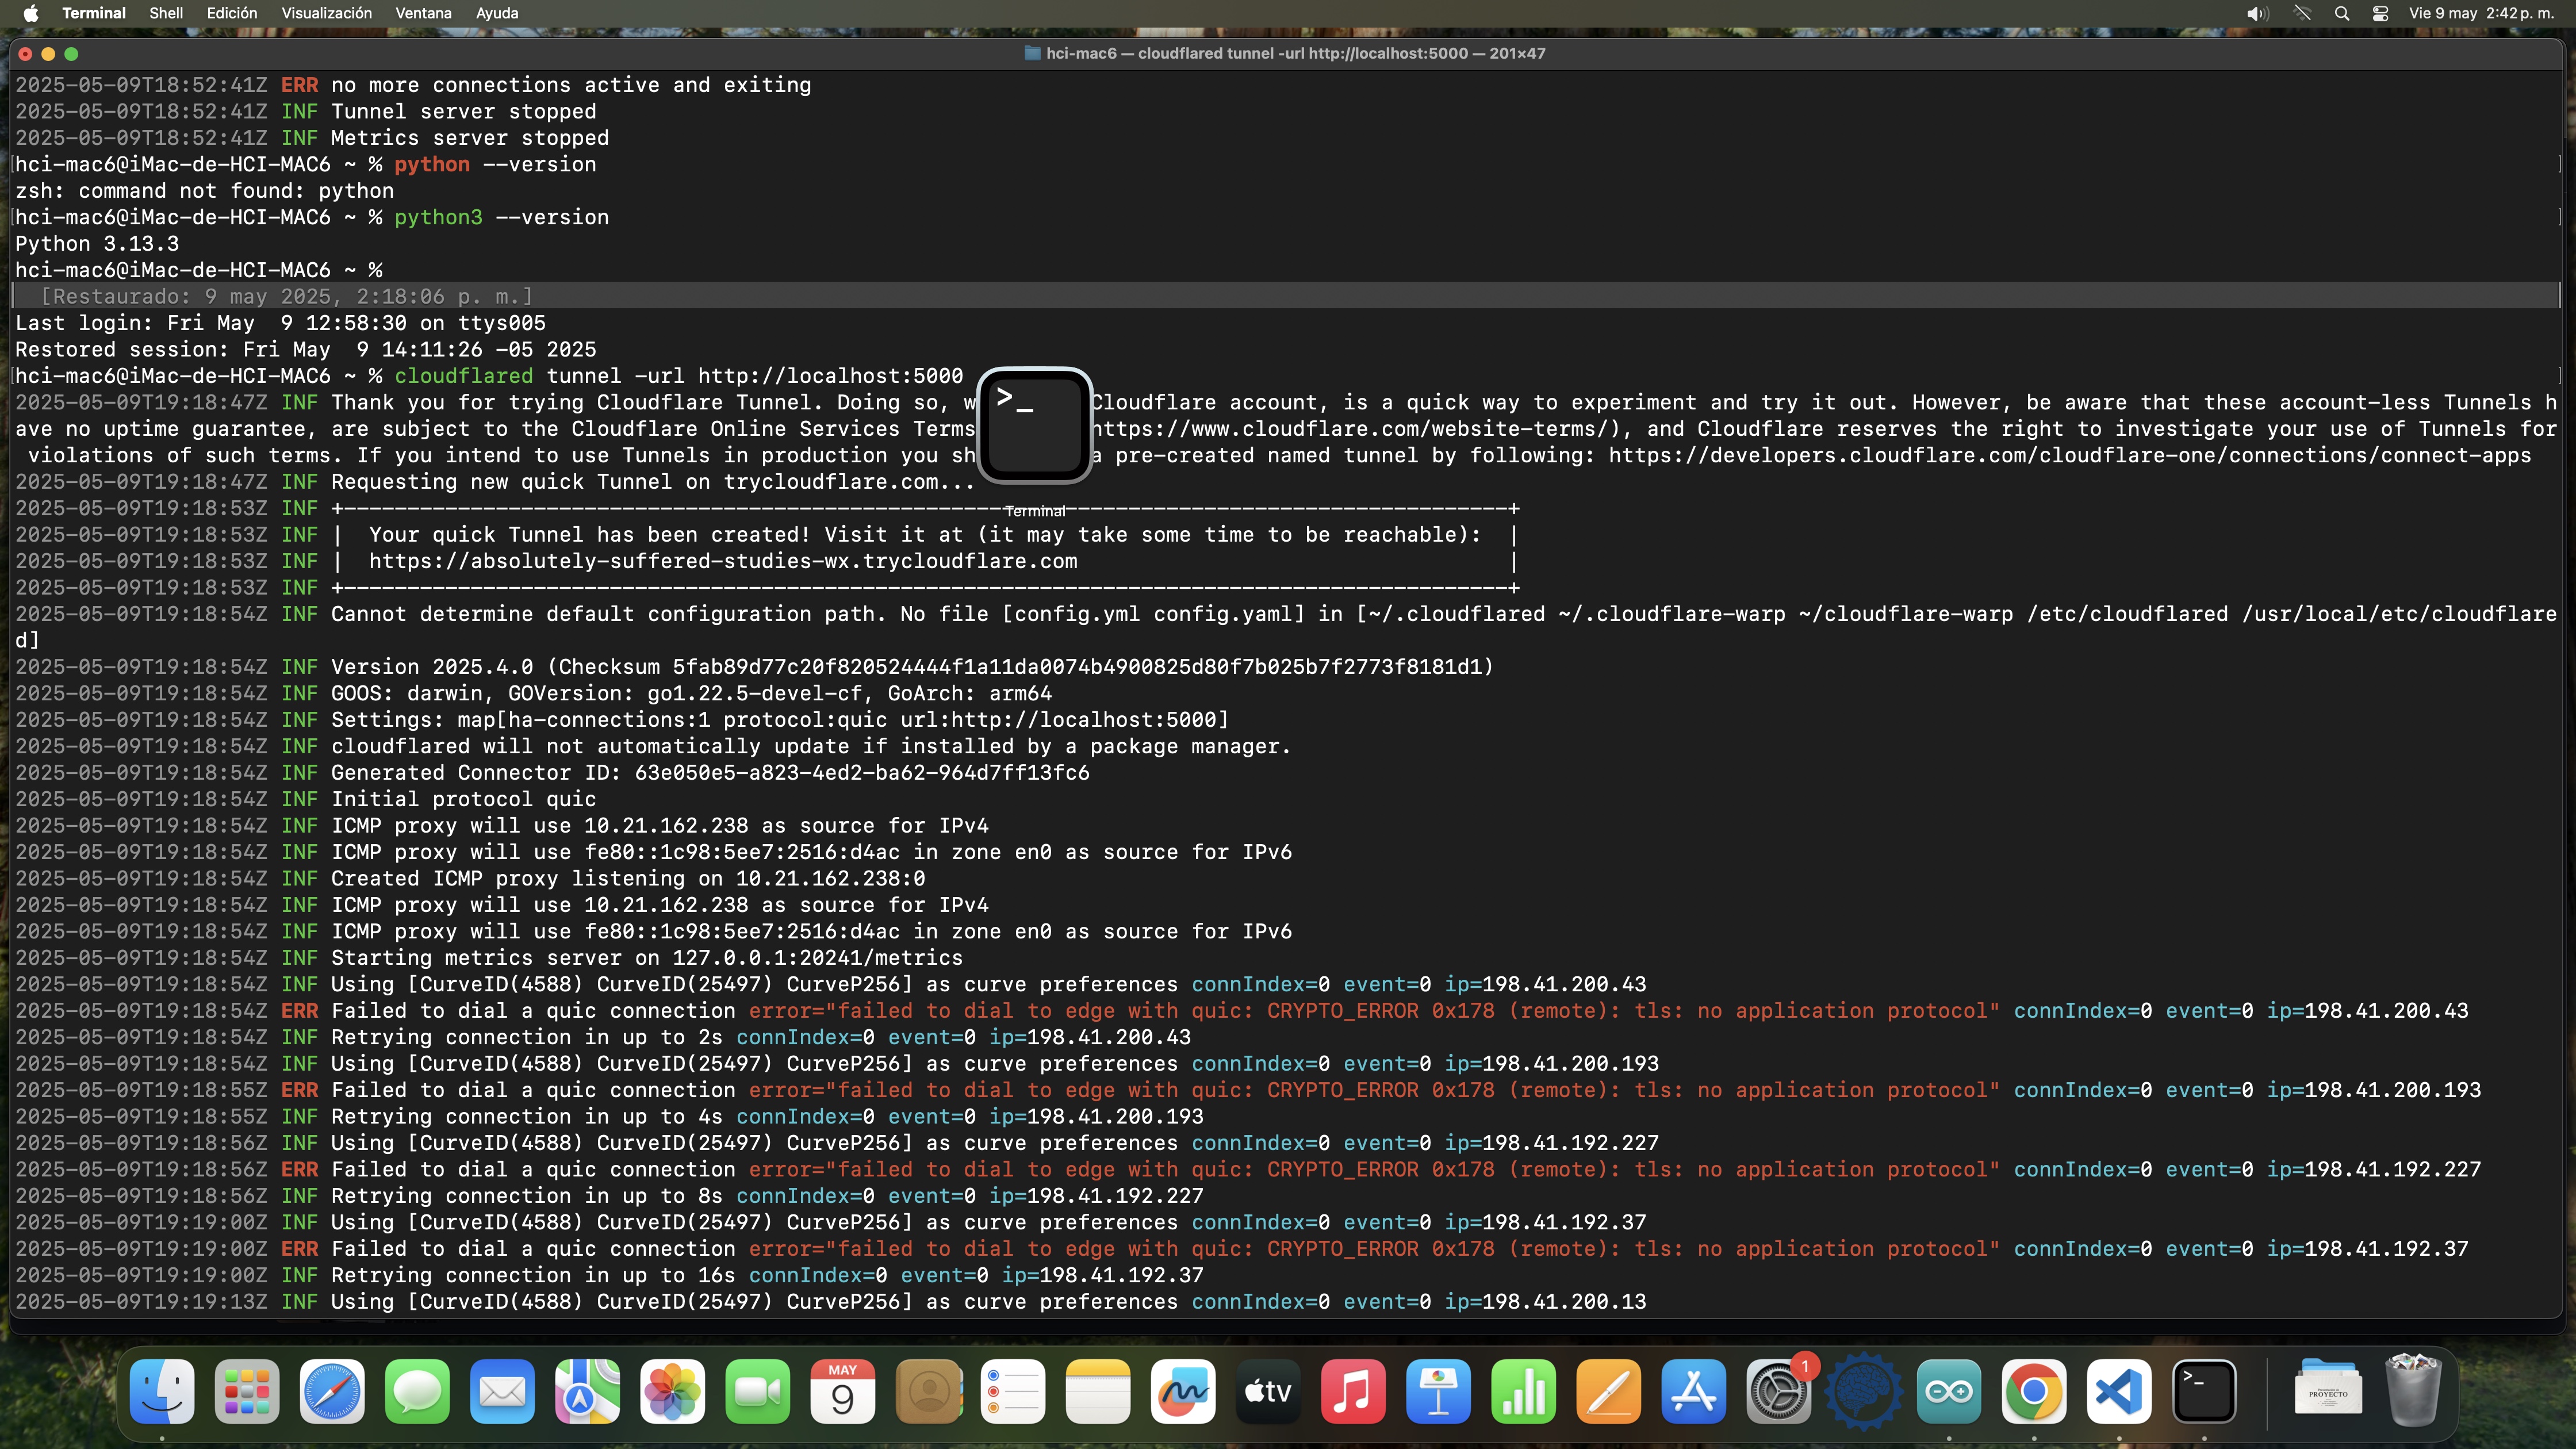 Terminal Shell Edición Visualización Ventana Ayuda Vie 9 may 2:42 p. m.
hci-mac6 — cloudflared tunnel -url http://localhost:5000 — 201×47
2025-05-09T18:52:41Z ERR no more connections active and exiting
2025-05-09T18:52:41Z INF Tunnel server stopped
2025-05-09T18:52:41Z INF Metrics server stopped
[hci-mac6@iMac-de-HCI-MAC6 ~ % python --version ]
zsh: command not found: python
[hci-mac6@iMac-de-HCI-MAC6 ~ % python3 --version ]
Python 3.13.3
hci-mac6@iMac-de-HCI-MAC6 ~ %
[Restaurado: 9 may 2025, 2:18:06 p. m.]
Last login: Fri May  9 12:58:30 on ttys005
Restored session: Fri May  9 14:11:26 -05 2025
[hci-mac6@iMac-de-HCI-MAC6 ~ % cloudflared tunnel -url http://localhost:5000 ]
2025-05-09T19:18:47Z INF Thank you for trying Cloudflare Tunnel. Doing so, Cloudflare account, is a quick way to experiment and try it out. However, be aware that these account-less Tunnels h
ave no uptime guarantee, are subject to the Cloudflare Online Services Terms https://www.cloudflare.com/website-terms/), and Cloudflare reserves the right to investigate your use of Tunnels for
violations of such terms. If you intend to use Tunnels in production you a pre-created named tunnel by following: https://developers.cloudflare.com/cloudflare-one/connections/connect-apps
2025-05-09T19:18:47Z INF Requesting new quick Tunnel on trycloudflare.com...
>_
Terminal
2025-05-09T19:18:53Z INF +--------------------------------------------------------------------------------------------+
2025-05-09T19:18:53Z INF |  Your quick Tunnel has been created! Visit it at (it may take some time to be reachable):  |
2025-05-09T19:18:53Z INF |  https://absolutely-suffered-studies-wx.trycloudflare.com                                  |
2025-05-09T19:18:53Z INF +--------------------------------------------------------------------------------------------+
2025-05-09T19:18:54Z INF Cannot determine default configuration path. No file [config.yml config.yaml] in [~/.cloudflared ~/.cloudflare-warp ~/cloudflare-warp /etc/cloudflared /usr/local/etc/cloudflare
d]
2025-05-09T19:18:54Z INF Version 2025.4.0 (Checksum 5fab89d77c20f820524444f1a11da0074b4900825d80f7b025b7f2773f8181d1)
2025-05-09T19:18:54Z INF GOOS: darwin, GOVersion: go1.22.5-devel-cf, GoArch: arm64
2025-05-09T19:18:54Z INF Settings: map[ha-connections:1 protocol:quic url:http://localhost:5000]
2025-05-09T19:18:54Z INF cloudflared will not automatically update if installed by a package manager.
2025-05-09T19:18:54Z INF Generated Connector ID: 63e050e5-a823-4ed2-ba62-964d7ff13fc6
2025-05-09T19:18:54Z INF Initial protocol quic
2025-05-09T19:18:54Z INF ICMP proxy will use 10.21.162.238 as source for IPv4
2025-05-09T19:18:54Z INF ICMP proxy will use fe80::1c98:5ee7:2516:d4ac in zone en0 as source for IPv6
2025-05-09T19:18:54Z INF Created ICMP proxy listening on 10.21.162.238:0
2025-05-09T19:18:54Z INF ICMP proxy will use 10.21.162.238 as source for IPv4
2025-05-09T19:18:54Z INF ICMP proxy will use fe80::1c98:5ee7:2516:d4ac in zone en0 as source for IPv6
2025-05-09T19:18:54Z INF Starting metrics server on 127.0.0.1:20241/metrics
2025-05-09T19:18:54Z INF Using [CurveID(4588) CurveID(25497) CurveP256] as curve preferences connIndex=0 event=0 ip=198.41.200.43
2025-05-09T19:18:54Z ERR Failed to dial a quic connection error="failed to dial to edge with quic: CRYPTO_ERROR 0x178 (remote): tls: no application protocol" connIndex=0 event=0 ip=198.41.200.43
2025-05-09T19:18:54Z INF Retrying connection in up to 2s connIndex=0 event=0 ip=198.41.200.43
2025-05-09T19:18:54Z INF Using [CurveID(4588) CurveID(25497) CurveP256] as curve preferences connIndex=0 event=0 ip=198.41.200.193
2025-05-09T19:18:55Z ERR Failed to dial a quic connection error="failed to dial to edge with quic: CRYPTO_ERROR 0x178 (remote): tls: no application protocol" connIndex=0 event=0 ip=198.41.200.193
2025-05-09T19:18:55Z INF Retrying connection in up to 4s connIndex=0 event=0 ip=198.41.200.193
2025-05-09T19:18:56Z INF Using [CurveID(4588) CurveID(25497) CurveP256] as curve preferences connIndex=0 event=0 ip=198.41.192.227
2025-05-09T19:18:56Z ERR Failed to dial a quic connection error="failed to dial to edge with quic: CRYPTO_ERROR 0x178 (remote): tls: no application protocol" connIndex=0 event=0 ip=198.41.192.227
2025-05-09T19:18:56Z INF Retrying connection in up to 8s connIndex=0 event=0 ip=198.41.192.227
2025-05-09T19:19:00Z INF Using [CurveID(4588) CurveID(25497) CurveP256] as curve preferences connIndex=0 event=0 ip=198.41.192.37
2025-05-09T19:19:00Z ERR Failed to dial a quic connection error="failed to dial to edge with quic: CRYPTO_ERROR 0x178 (remote): tls: no application protocol" connIndex=0 event=0 ip=198.41.192.37
2025-05-09T19:19:00Z INF Retrying connection in up to 16s connIndex=0 event=0 ip=198.41.192.37
2025-05-09T19:19:13Z INF Using [CurveID(4588) CurveID(25497) CurveP256] as curve preferences connIndex=0 event=0 ip=198.41.200.13
MAY
9
tv
1
>_
PROYECTO